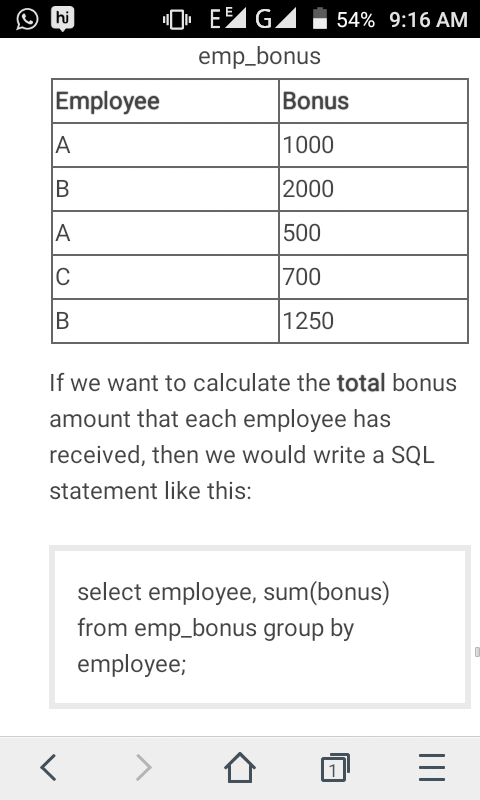 hi E E G 54% 9:16 AM
emp_bonus
Employee Bonus
A 1000
B 2000
A 500
C 700
B 1250
If we want to calculate the total bonus
amount that each employee has
received, then we would write a SQL
statement like this:
select employee, sum(bonus)
from emp_bonus group by
employee;
1